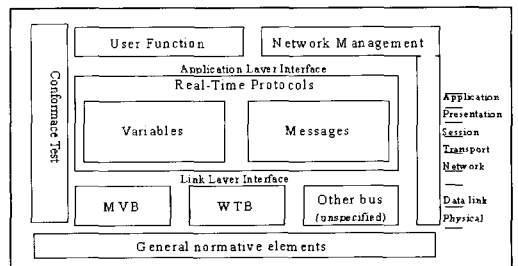 User Function
Network Management
Conformace Test
Application Layer Interface
Real-Time Protocols
Variables
Messages
Link Layer Interface
MVB
WTB
Other bus
(unspecified)
General normative elements
Application
Presentation
Session
Transport
Network
Data link
Physical